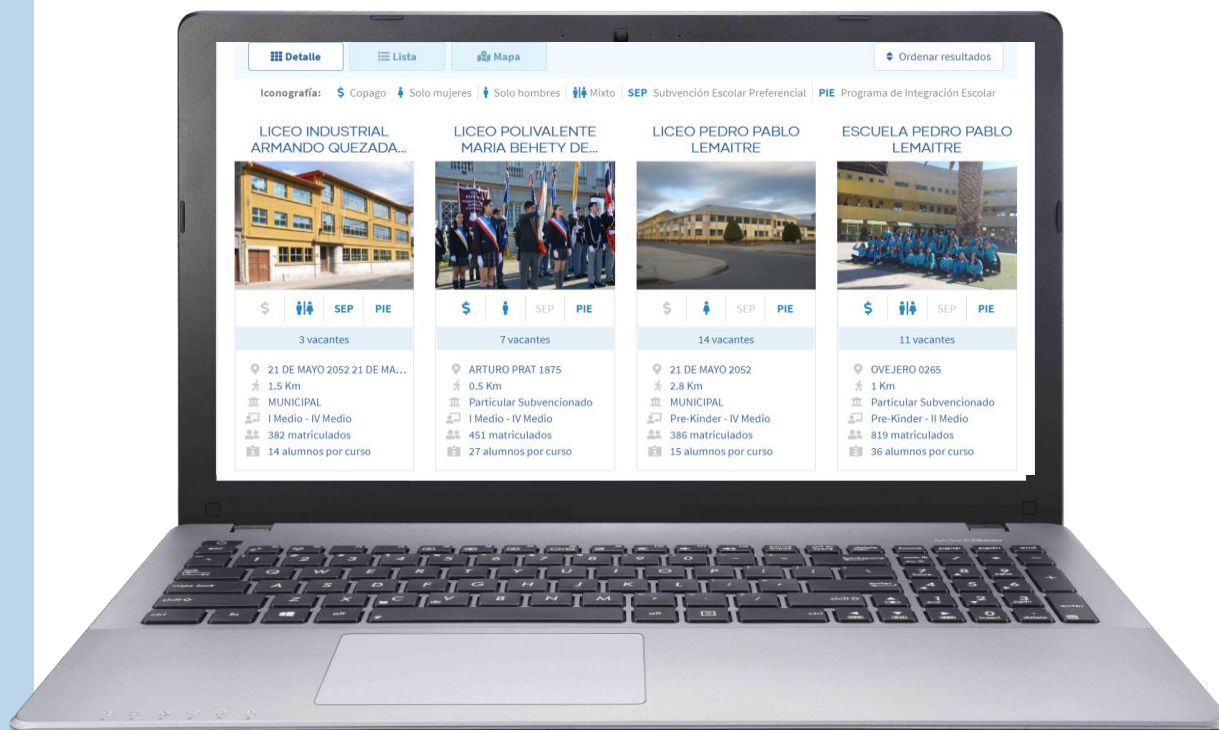 Detalle
Lista
Mapa
Ordenar resultados
Iconografía: $ Copago Solo mujeres Solo hombres Mixto SEP Subvención Escolar Preferencial PIE Programa de Integración Escolar
LICEO INDUSTRIAL
ARMANDO QUEZADA...
$ SEP PIE
3 vacantes
21 DE MAYO 2052 21 DE MA...
1.5 Km
MUNICIPAL
I Medio - IV Medio
382 matriculados
14 alumnos por curso
LICEO POLIVALENTE
MARIA BEHETY DE...
$ SEP PIE
7 vacantes
ARTURO PRAT 1875
0.5 Km
Particular Subvencionado
I Medio - IV Medio
451 matriculados
27 alumnos por curso
LICEO PEDRO PABLO
LEMAITRE
$ SEP PIE
14 vacantes
21 DE MAYO 2052
2.8 Km
MUNICIPAL
Pre-Kinder - IV Medio
386 matriculados
15 alumnos por curso
ESCUELA PEDRO PABLO
LEMAITRE
$ SEP PIE
11 vacantes
OVEJERO 0265
1 Km
Particular Subvencionado
Pre-Kinder - II Medio
819 matriculados
36 alumnos por curso